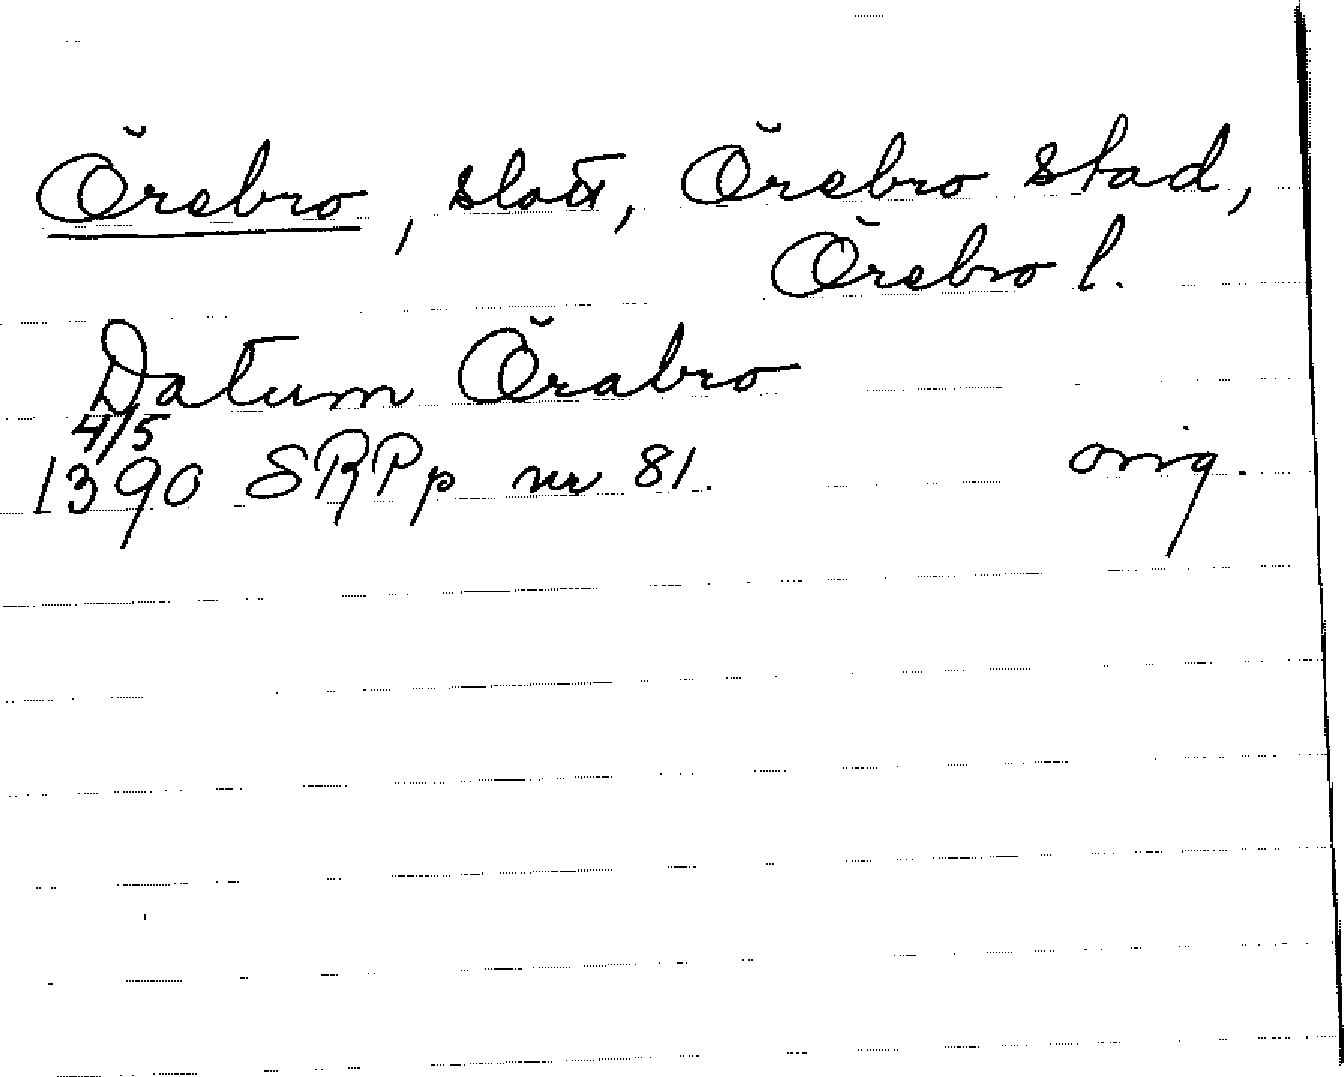 Örebro, slott, Örebro stad,
Örebro l.
Datum Örabro
4/5
1390 SRPp nr 81. orig.